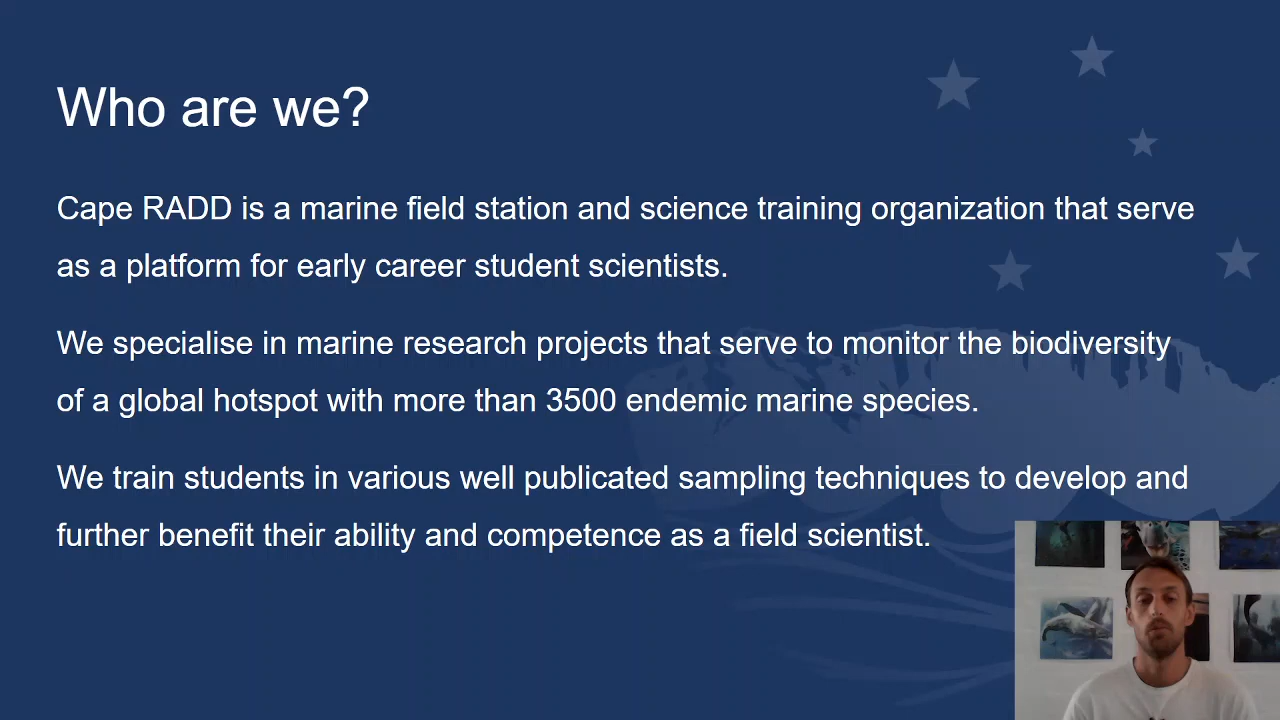 Who are we?
Cape RADD is a marine field station and science training organization that serve
as a platform for early career student scientists.
We specialise in marine research projects that serve to monitor the biodiversity
of a global hotspot with more than 3500 endemic marine species.
We train students in various well publicated sampling techniques to develop and
further benefit their ability and competence as a field scientist.